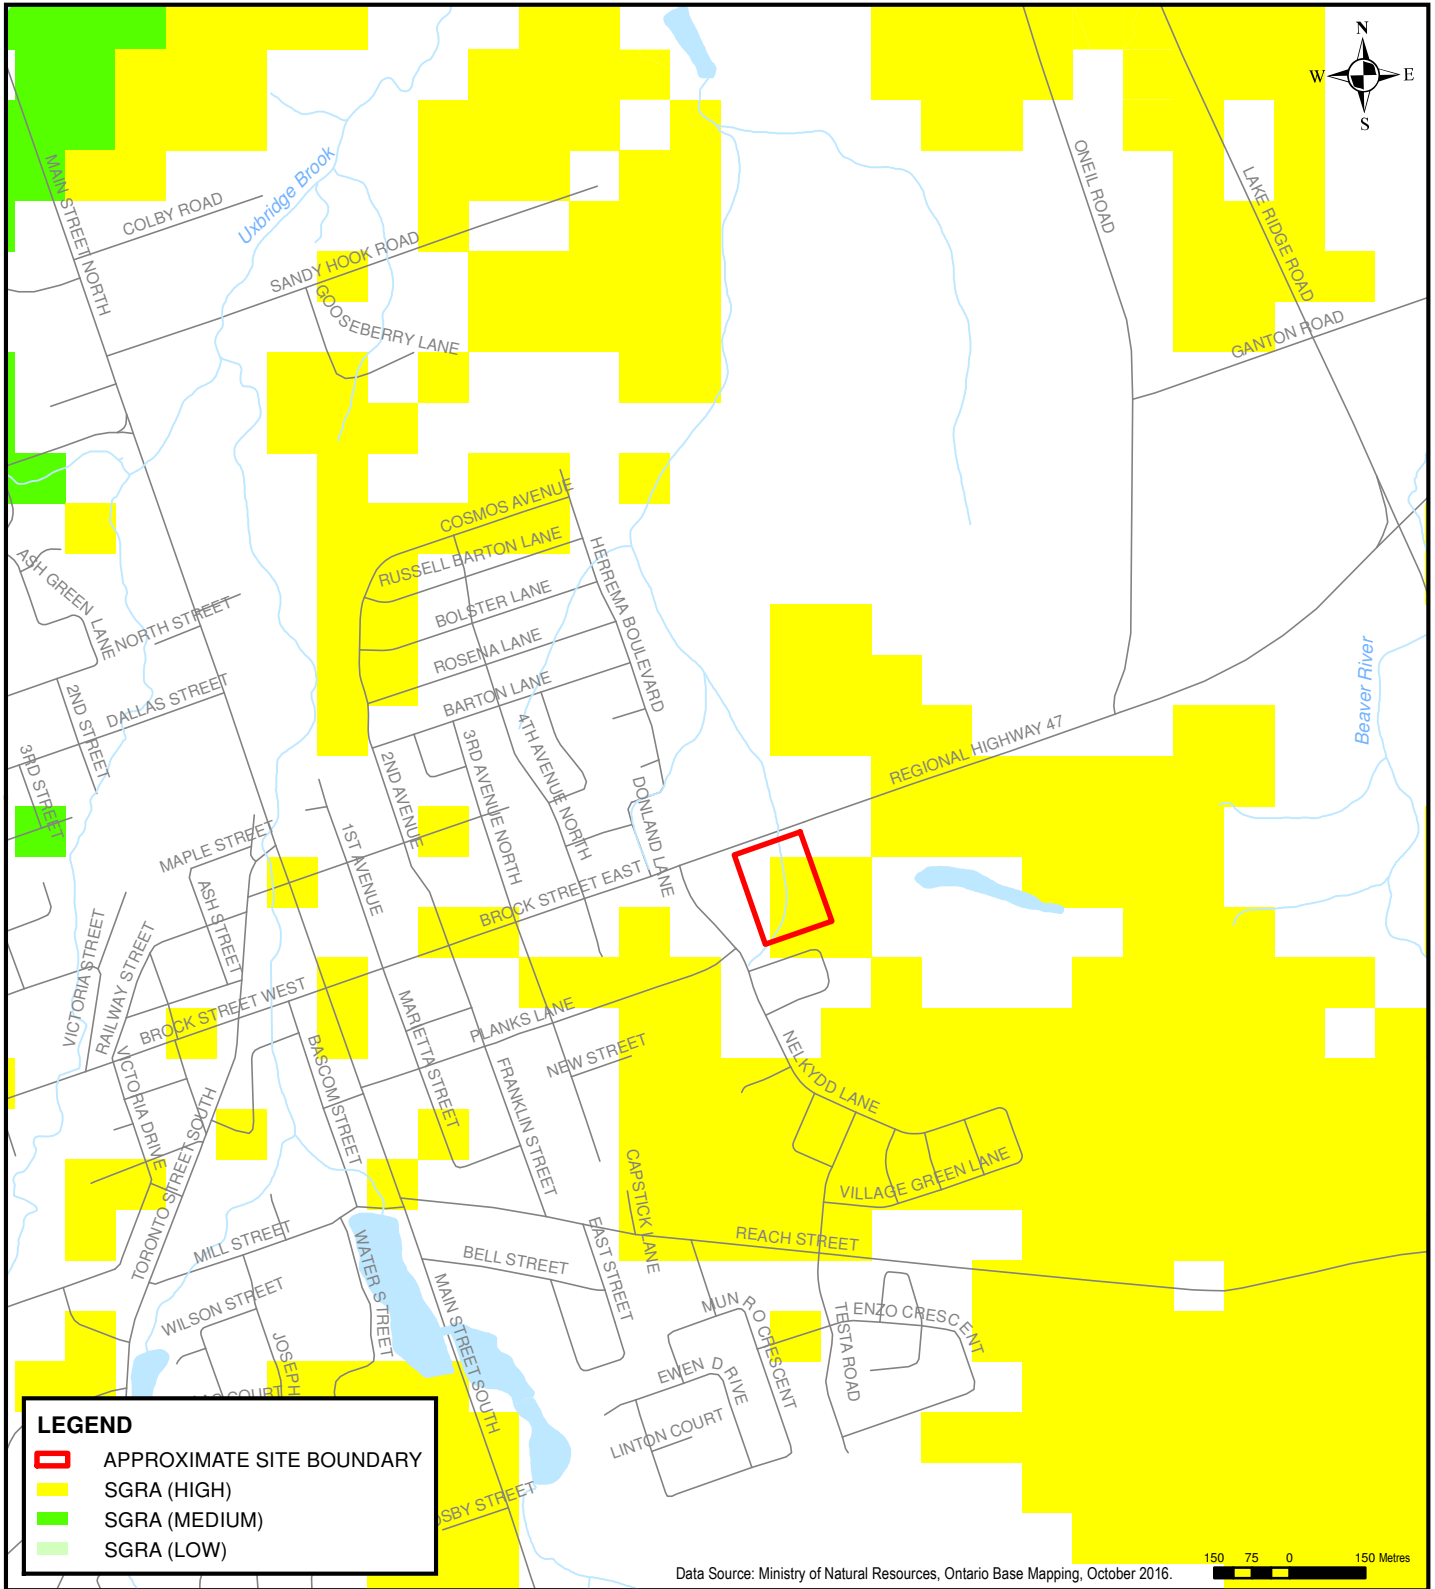 N
W
E
S
MAIN STREET NORTH
COLBY ROAD
Uxbridge Brook
SANDY HOOK ROAD
GOOSEBERRY LANE
ONEIL ROAD
LAKE RIDGE ROAD
GANTON ROAD
COSMOS AVENUE
RUSSELL BARTON LANE
HERREMA BOULEVARD
BOLSTER LANE
ROSENA LANE
BARTON LANE
ASH GREEN LANE
NORTH STREET
2ND STREET
DALLAS STREET
3RD STREET
Beaver River
REGIONAL HIGHWAY 47
4TH AVENUE NORTH
3RD AVENUE NORTH
2ND AVENUE
DONLAND LANE
MAPLE STREET
1ST AVENUE
ASH STREET
BROCK STREET EAST
VICTORIA STREET
RAILWAY STREET
BROCK STREET WEST
MARIETTA STREET
PLANKS LANE
NEW STREET
NELKYDD LANE
BASCOM STREET
VICTORIA DRIVE
FRANKLIN STREET
TORONTO STREET SOUTH
CAPSTICK LANE
VILLAGE GREEN LANE
REACH STREET
MILL STREET
WATER STREET
BELL STREET
EAST STREET
WILSON STREET
MAIN STREET SOUTH
MUNRO CRESCENT
ENZO CRESCENT
TESTA ROAD
JOSEPH
EWEN DRIVE
LINTON COURT
COURT
OSBY STREET
LEGEND
APPROXIMATE SITE BOUNDARY
SGRA (HIGH)
SGRA (MEDIUM)
SGRA (LOW)
150 75 0 150 Metres
Data Source: Ministry of Natural Resources, Ontario Base Mapping, October 2016.